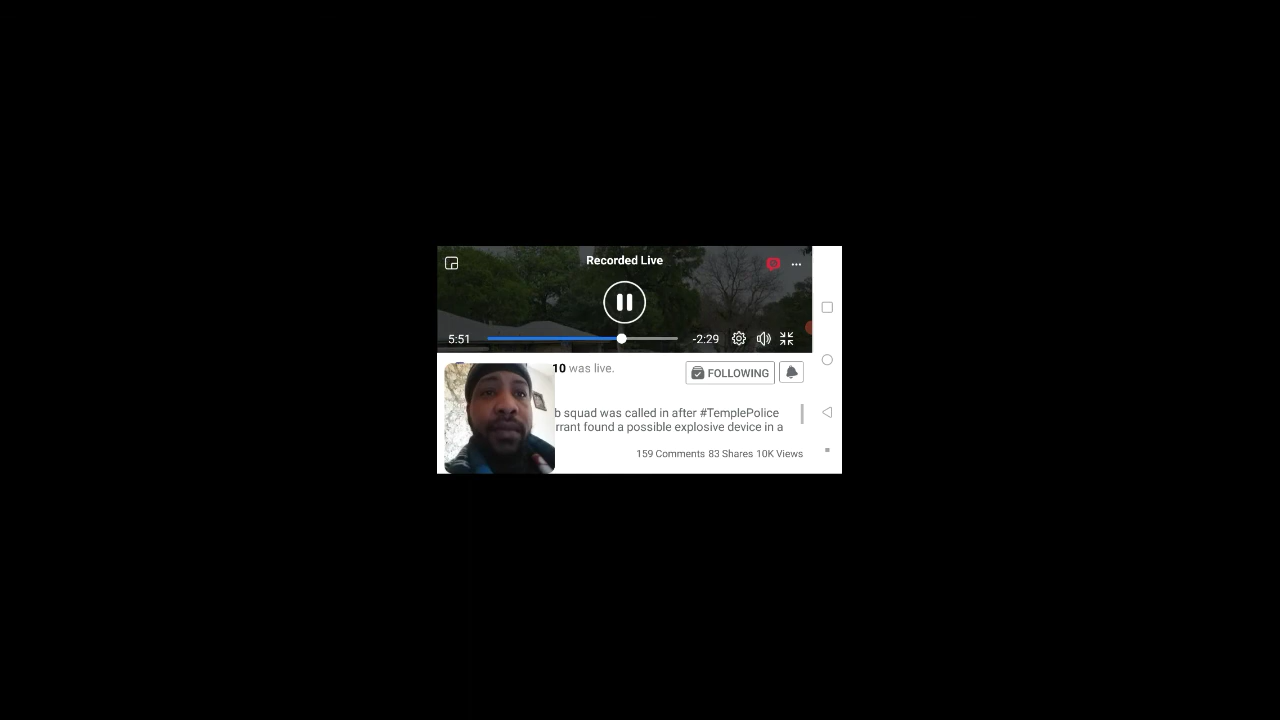 Recorded Live
5:51
-2:29
10 was live.
FOLLOWING
b squad was called in after #TemplePolice
rrant found a possible explosive device in a
159 Comments 83 Shares 10K Views